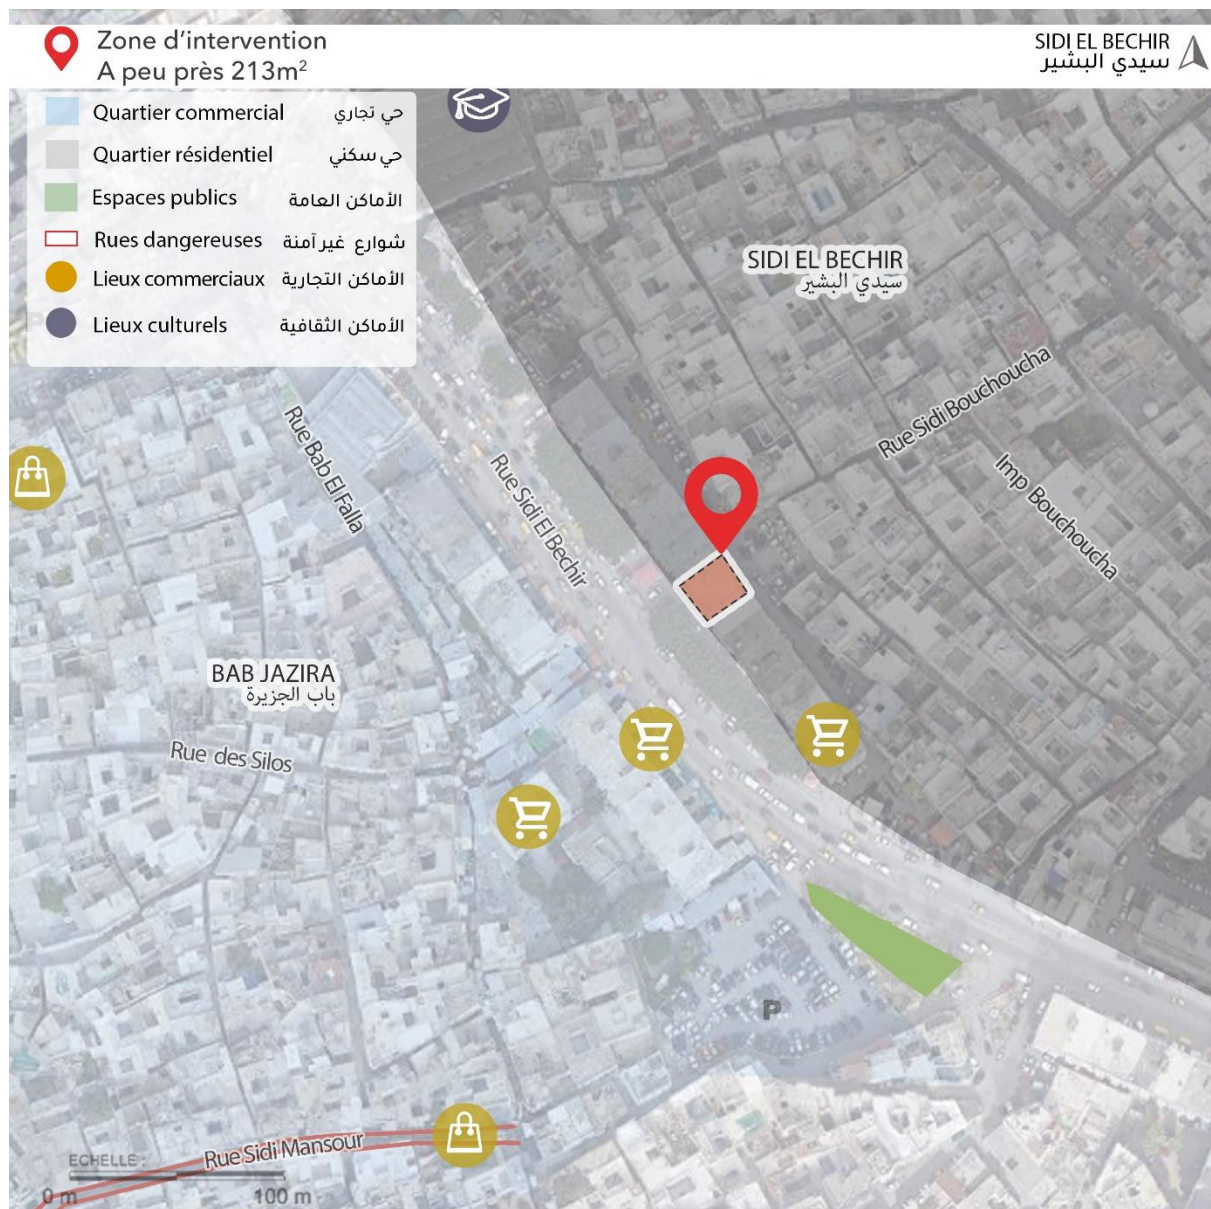 Zone d'intervention
A peu près 213m²
SIDI EL BECHIR
سيدي البشير
Quartier commercial حي تجاري
Quartier résidentiel حي سكني
Espaces publics الأماكن العامة
Rues dangereuses شوارع غير آمنة
Lieux commerciaux الأماكن التجارية
Lieux culturels الأماكن الثقافية
SIDI EL BECHIR
سيدي البشير
Rue Sidi Bouchoucha
Imp Bouchoucha
Rue Bab El Falla
Rue Sidi El Bechir
BAB JAZIRA
باب الجزيرة
Rue des Silos
P
Rue Sidi Mansour
ECHELLE :
0 m 100 m